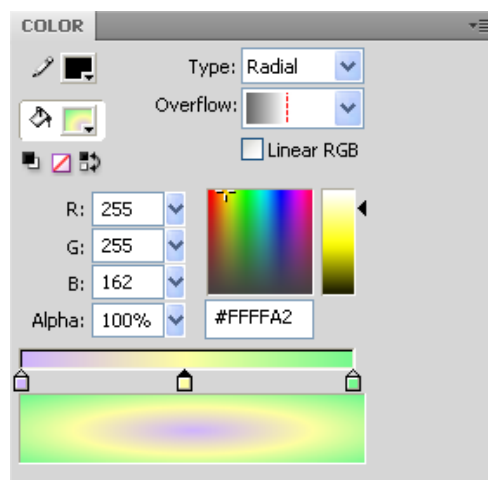 COLOR
Type: Radial
Overflow:
Linear RGB
R: 255
G: 255
B: 162
Alpha: 100% #FFFFA2